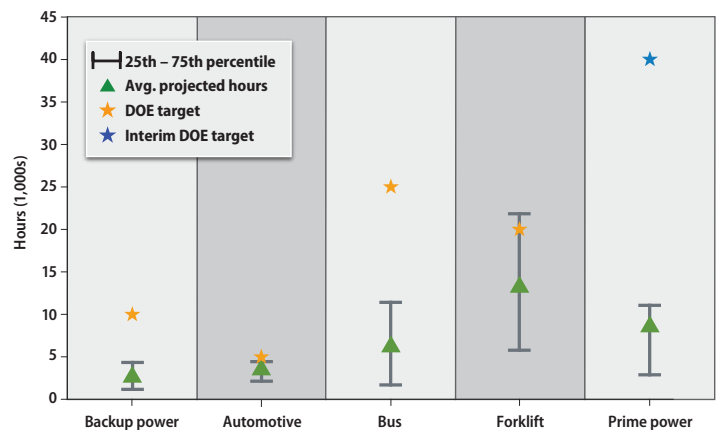 45
40
35
30
25
20
15
10
5
0
Hours (1,000s)
25th – 75th percentile
Avg. projected hours
DOE target
Interim DOE target
Backup power Automotive Bus Forklift Prime power